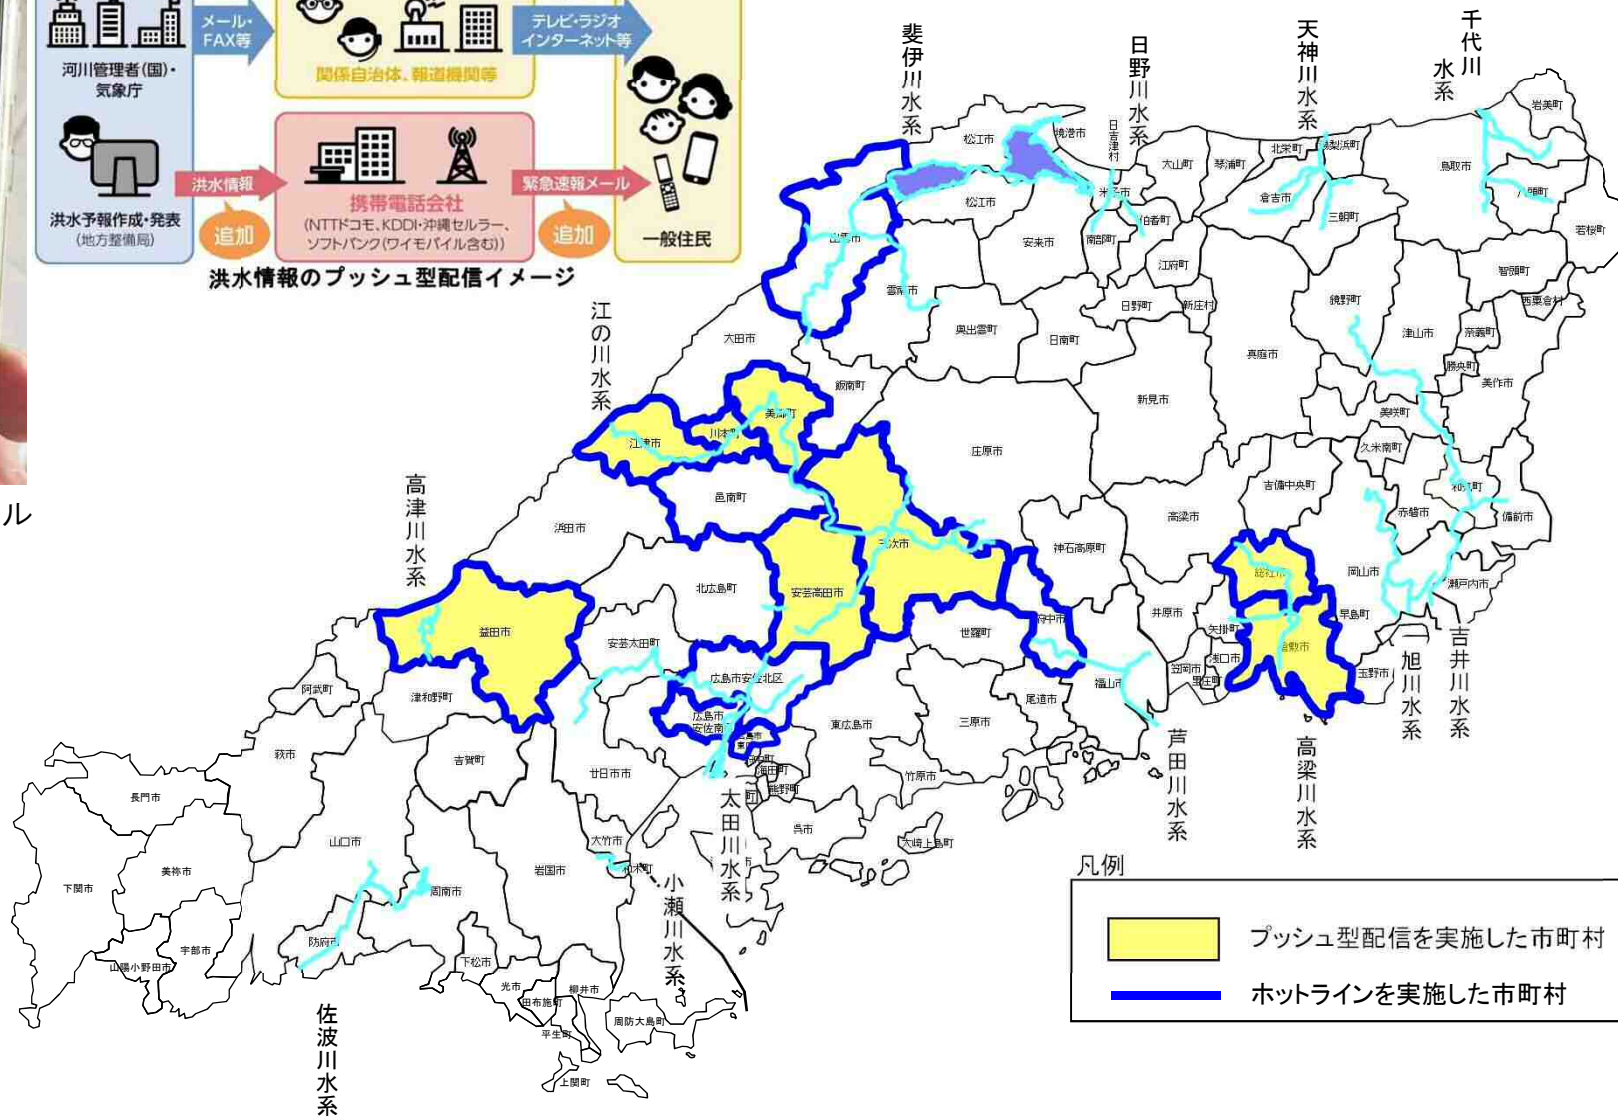 メール・
FAX等
テレビ・ラジオ
インターネット等
河川管理者(国)・
気象庁
関係自治体、報道機関等
洪水予報作成・発表
(地方整備局)
洪水情報
追加
携帯電話会社
(NTTドコモ、KDDI・沖縄セルラー、
ソフトバンク(ワイモバイル含む))
緊急速報メール
追加
一般住民
洪水情報のプッシュ型配信イメージ
ル
斐伊川水系
日野川水系
天神川水系
千代川
水系
江の川水系
高津川水系
佐波川水系
小瀬川水系
太田川水系
芦田川水系
高梁川水系
旭川水系
吉井川水系
松江市
境港市
日吉津村
大山町
琴浦町
北栄町
鳥取市
岩美町
松江市
米子市
伯耆町
倉吉市
三朝町
八頭町
若桜町
出雲市
安来市
南部町
江府町
智頭町
雲南市
日野町
新庄村
鏡野町
西粟倉村
大田市
奥出雲町
日南町
真庭市
津山市
奈義町
勝央町
美作市
飯南町
新見市
美咲町
美郷町
川本町
江津市
庄原市
久米南町
邑南町
吉備中央町
和気町
浜田市
高梁市
赤磐市
備前市
三次市
神石高原町
総社市
岡山市
瀬戸内市
北広島町
安芸高田市
井原市
早島町
益田市
安芸太田町
世羅町
府中市
矢掛町
倉敷市
浅口市
笠岡市
里庄町
玉野市
広島市安佐北区
阿武町
津和野町
福山市
尾道市
広島市
安佐南区
東広島市
三原市
萩市
吉賀町
廿日市市
海田町
竹原市
熊野町
長門市
呉市
山口市
大竹市
大崎上島町
美祢市
岩国市
和木町
下関市
周南市
防府市
宇部市
下松市
山陽小野田市
光市
柳井市
田布施町
周防大島町
平生町
上関町
凡例
プッシュ型配信を実施した市町村
ホットラインを実施した市町村